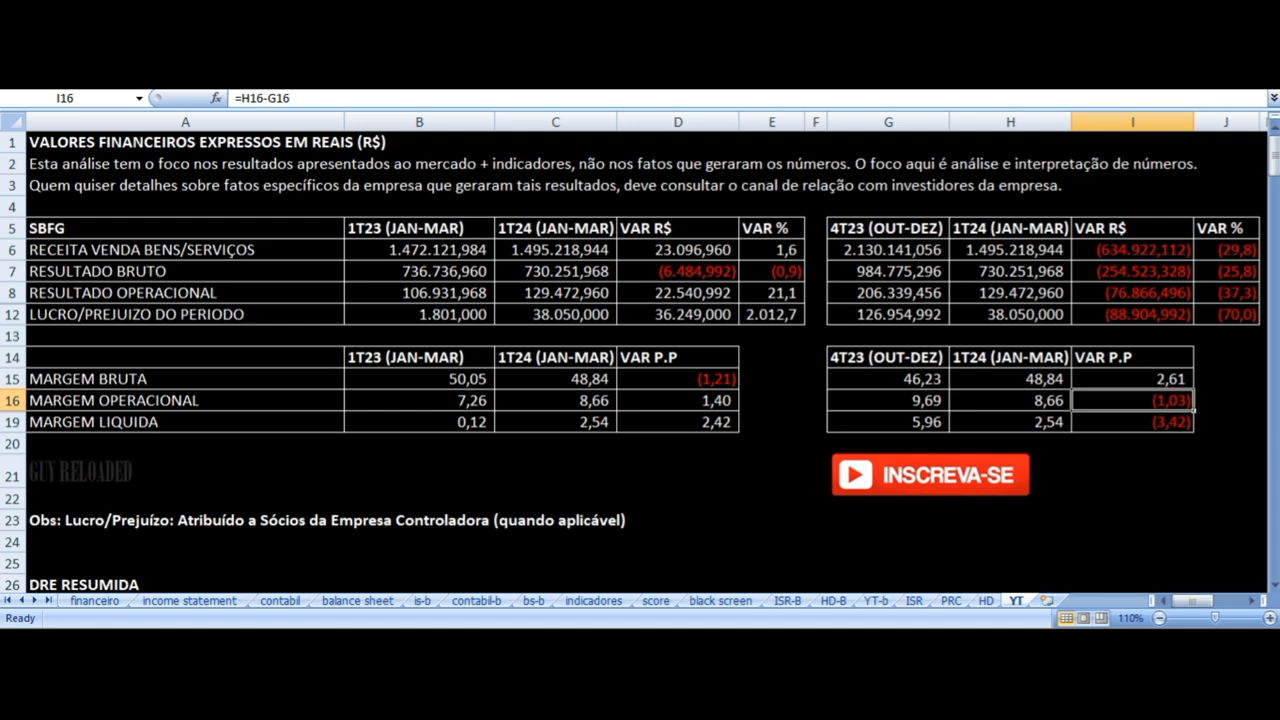 I16 fx =H16-G16
A B C D E F G H I J
1 VALORES FINANCEIROS EXPRESSOS EM REAIS (R$)
2 Esta análise tem o foco nos resultados apresentados ao mercado + indicadores, não nos fatos que geraram os números. O foco aqui é análise e interpretação de números.
3 Quem quiser detalhes sobre fatos específicos da empresa que geraram tais resultados, deve consultar o canal de relação com investidores da empresa.
4
5 SBFG 1T23 (JAN-MAR) 1T24 (JAN-MAR) VAR R$ VAR % 4T23 (OUT-DEZ) 1T24 (JAN-MAR) VAR R$ VAR %
6 RECEITA VENDA BENS/SERVIÇOS 1.472.121,984 1.495.218,944 23.096,960 1,6 2.130.141,056 1.495.218,944 (634.922,112) (29,8)
7 RESULTADO BRUTO 736.736,960 730.251,968 (6.484,992) (0,9) 984.775,296 730.251,968 (254.523,328) (25,8)
8 RESULTADO OPERACIONAL 106.931,968 129.472,960 22.540,992 21,1 206.339,456 129.472,960 (76.866,496) (37,3)
12 LUCRO/PREJUIZO DO PERIODO 1.801,000 38.050,000 36.249,000 2.012,7 126.954,992 38.050,000 (88.904,992) (70,0)
13
14 1T23 (JAN-MAR) 1T24 (JAN-MAR) VAR P.P 4T23 (OUT-DEZ) 1T24 (JAN-MAR) VAR P.P
15 MARGEM BRUTA 50,05 48,84 (1,21) 46,23 48,84 2,61
16 MARGEM OPERACIONAL 7,26 8,66 1,40 9,69 8,66 (1,03)
19 MARGEM LIQUIDA 0,12 2,54 2,42 5,96 2,54 (3,42)
20
21 GUY RELOADED INSCREVA-SE
22
23 Obs: Lucro/Prejuízo: Atribuído a Sócios da Empresa Controladora (quando aplicável)
24
25
26 DRE RESUMIDA
financeiro income statement contabil balance sheet is-b contabil-b bs-b indicadores score black screen ISR-B HD-B YT-b ISR PRC HD YT
Ready 110%